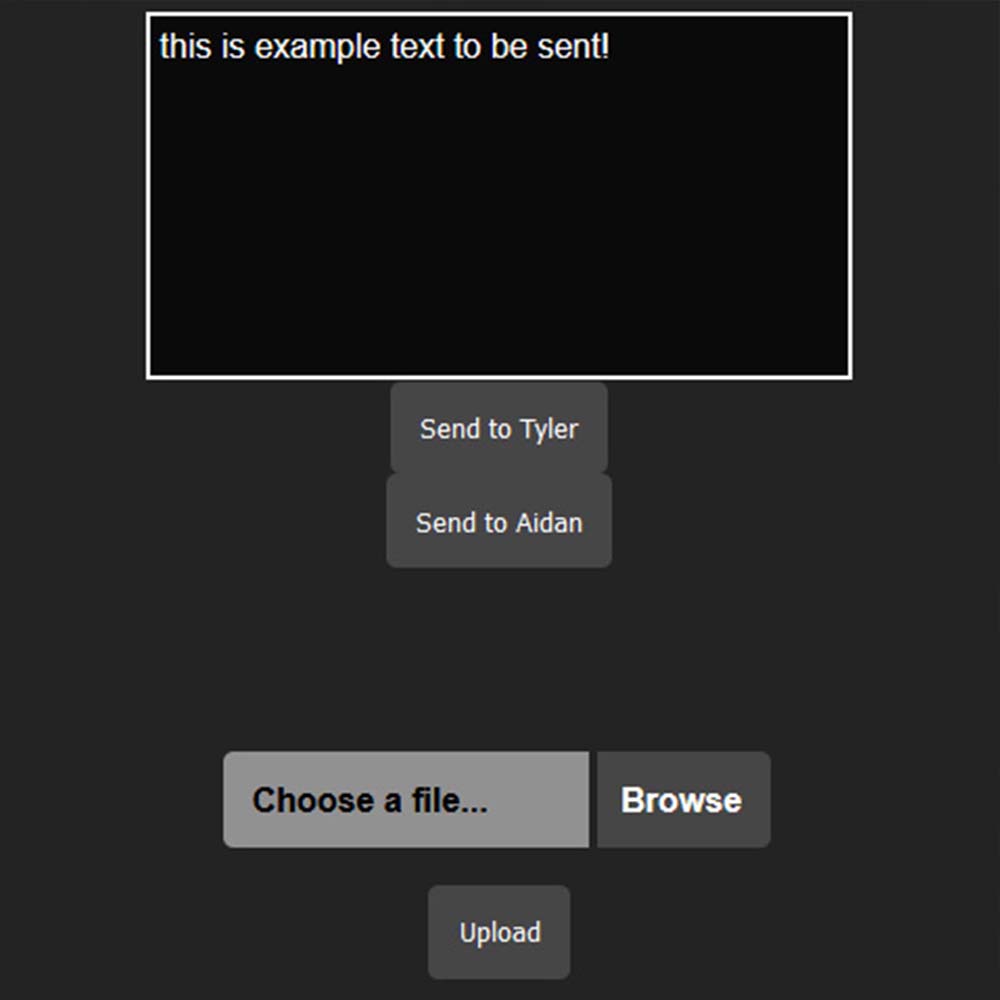 this is example text to be sent!
Send to Tyler
Send to Aidan
Choose a file... Browse
Upload